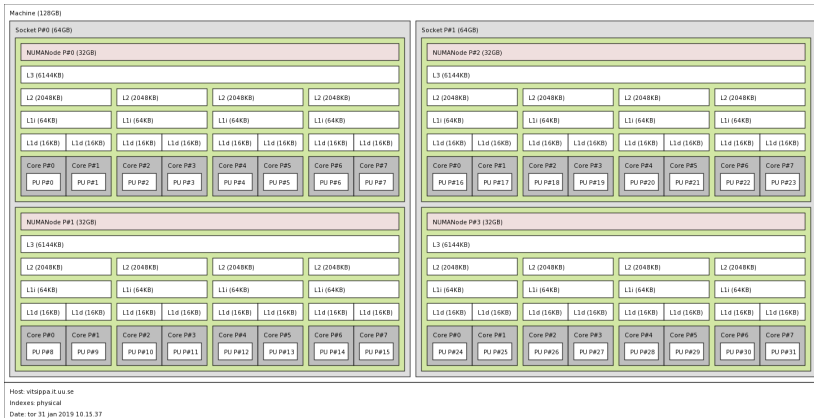 Machine (128GB)
Socket P#0 (64GB)
NUMANode P#0 (32GB)
L3 (6144KB)
L2 (2048KB) L2 (2048KB) L2 (2048KB) L2 (2048KB)
L1i (64KB) L1i (64KB) L1i (64KB) L1i (64KB)
L1d (16KB) L1d (16KB) L1d (16KB) L1d (16KB) L1d (16KB) L1d (16KB) L1d (16KB) L1d (16KB)
Core P#0 Core P#1 Core P#2 Core P#3 Core P#4 Core P#5 Core P#6 Core P#7
PU P#0 PU P#1 PU P#2 PU P#3 PU P#4 PU P#5 PU P#6 PU P#7
NUMANode P#1 (32GB)
L3 (6144KB)
L2 (2048KB) L2 (2048KB) L2 (2048KB) L2 (2048KB)
L1i (64KB) L1i (64KB) L1i (64KB) L1i (64KB)
L1d (16KB) L1d (16KB) L1d (16KB) L1d (16KB) L1d (16KB) L1d (16KB) L1d (16KB) L1d (16KB)
Core P#0 Core P#1 Core P#2 Core P#3 Core P#4 Core P#5 Core P#6 Core P#7
PU P#8 PU P#9 PU P#10 PU P#11 PU P#12 PU P#13 PU P#14 PU P#15
Socket P#1 (64GB)
NUMANode P#2 (32GB)
L3 (6144KB)
L2 (2048KB) L2 (2048KB) L2 (2048KB) L2 (2048KB)
L1i (64KB) L1i (64KB) L1i (64KB) L1i (64KB)
L1d (16KB) L1d (16KB) L1d (16KB) L1d (16KB) L1d (16KB) L1d (16KB) L1d (16KB) L1d (16KB)
Core P#0 Core P#1 Core P#2 Core P#3 Core P#4 Core P#5 Core P#6 Core P#7
PU P#16 PU P#17 PU P#18 PU P#19 PU P#20 PU P#21 PU P#22 PU P#23
NUMANode P#3 (32GB)
L3 (6144KB)
L2 (2048KB) L2 (2048KB) L2 (2048KB) L2 (2048KB)
L1i (64KB) L1i (64KB) L1i (64KB) L1i (64KB)
L1d (16KB) L1d (16KB) L1d (16KB) L1d (16KB) L1d (16KB) L1d (16KB) L1d (16KB) L1d (16KB)
Core P#0 Core P#1 Core P#2 Core P#3 Core P#4 Core P#5 Core P#6 Core P#7
PU P#24 PU P#25 PU P#26 PU P#27 PU P#28 PU P#29 PU P#30 PU P#31
Host: vitsippa.it.uu.se
Indexes: physical
Date: tor 31 jan 2019 10.15.37